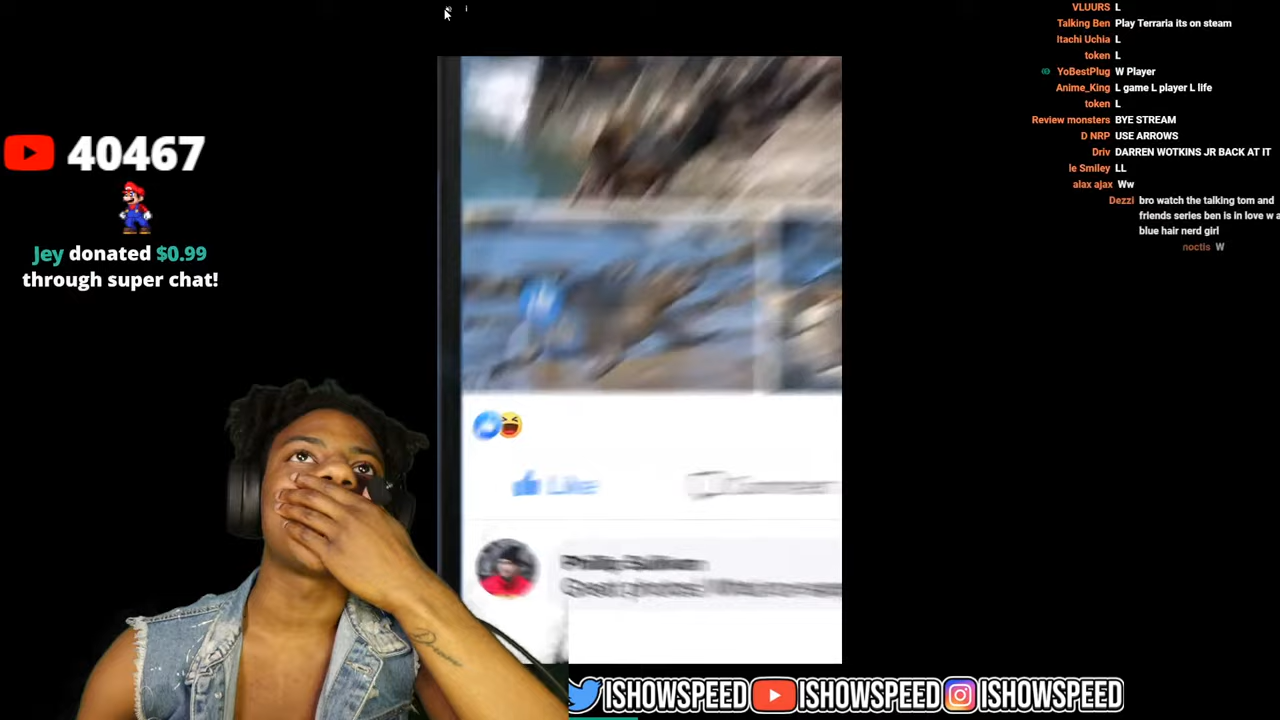 40467
Jey donated $0.99
through super chat!
VLUURS L
Talking Ben Play Terraria its on steam
Itachi Uchia L
token L
YoBestPlug W Player
Anime_King L game L player L life
token L
Review monsters BYE STREAM
D NRP USE ARROWS
Driv DARREN WOTKINS JR BACK AT IT
le Smiley LL
alax ajax Ww
Dezzi bro watch the talking tom and
friends series ben is in love w a
blue hair nerd girl
noctis W
Like
Comment
ISHOWSPEED ISHOWSPEED ISHOWSPEED